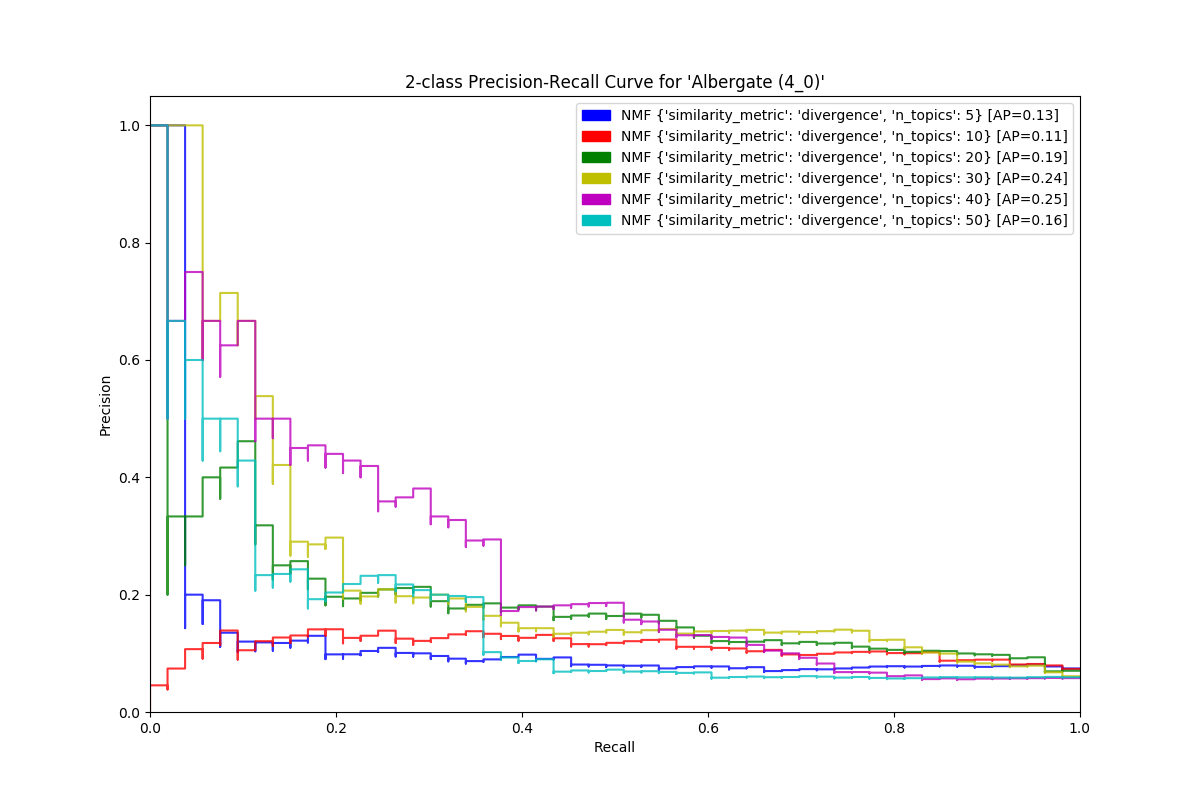 2-class Precision-Recall Curve for 'Albergate (4_0)'
NMF {'similarity_metric': 'divergence', 'n_topics': 5} [AP=0.13]
NMF {'similarity_metric': 'divergence', 'n_topics': 10} [AP=0.11]
NMF {'similarity_metric': 'divergence', 'n_topics': 20} [AP=0.19]
NMF {'similarity_metric': 'divergence', 'n_topics': 30} [AP=0.24]
NMF {'similarity_metric': 'divergence', 'n_topics': 40} [AP=0.25]
NMF {'similarity_metric': 'divergence', 'n_topics': 50} [AP=0.16]
1.0
0.8
0.6
0.4
0.2
0.0
Precision
0.0 0.2 0.4 0.6 0.8 1.0
Recall